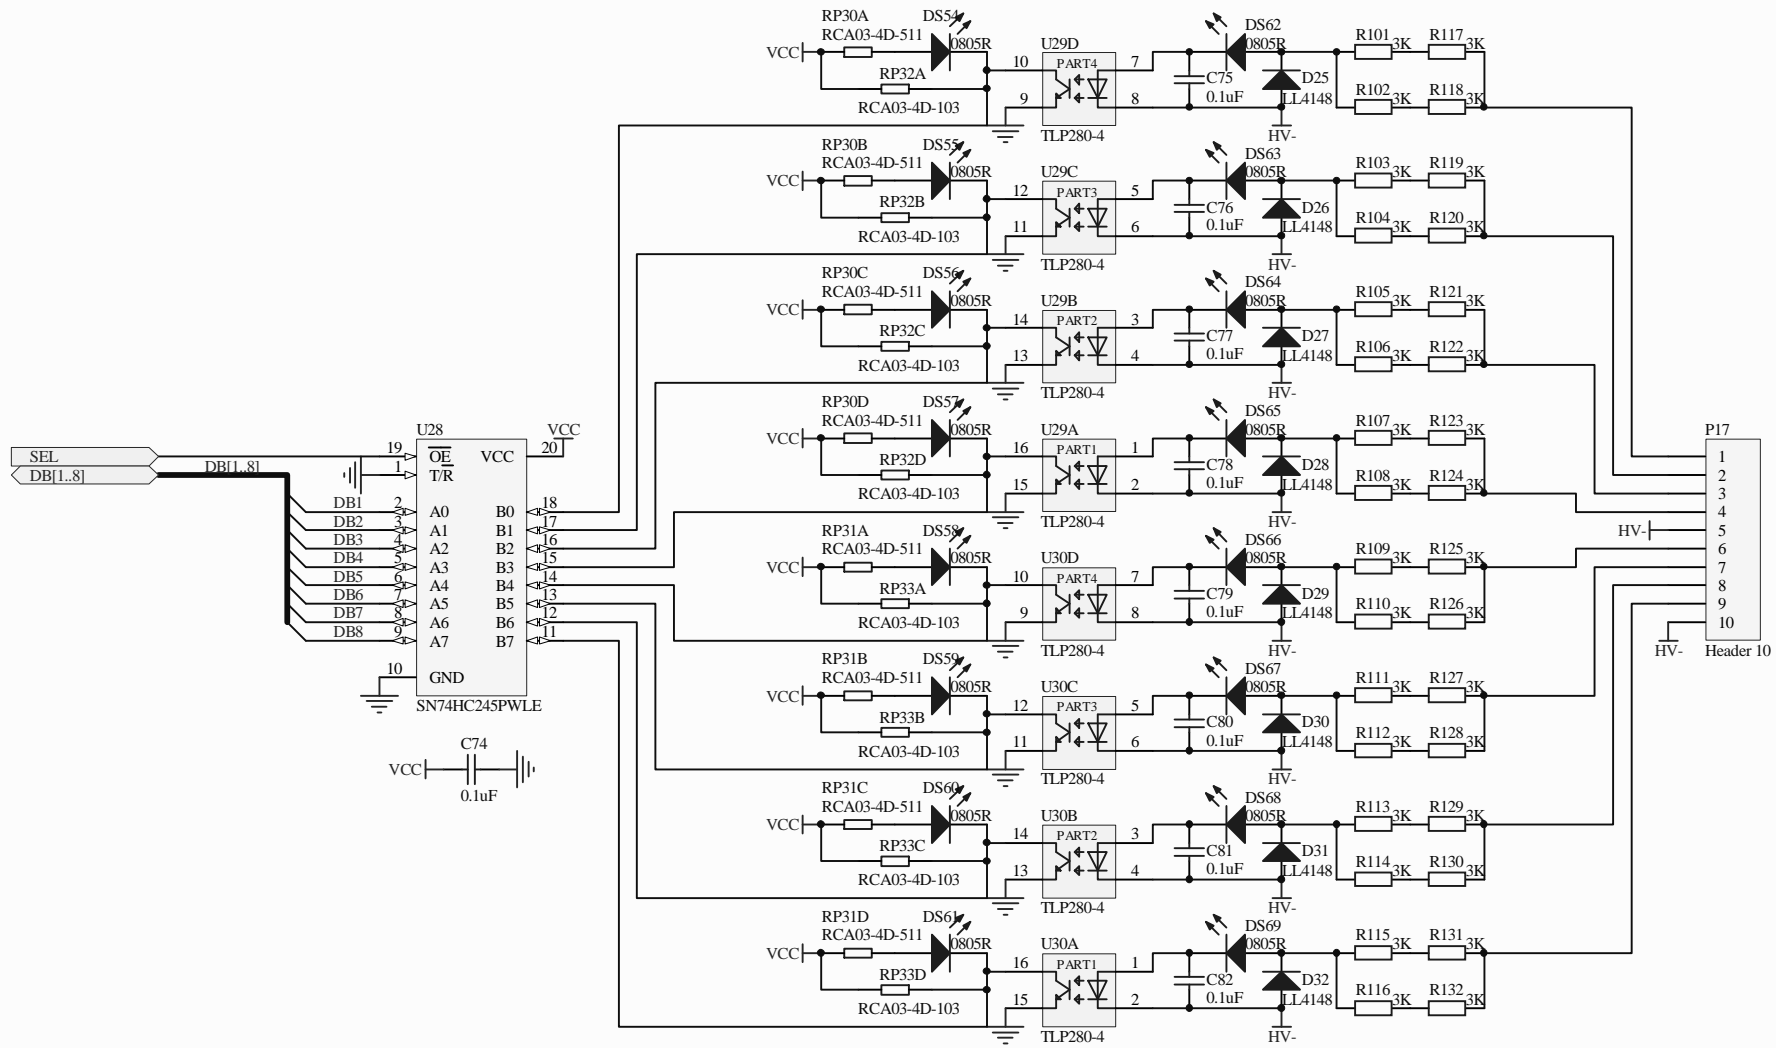 SEL
DB[1..8]
DB[1..8]
DB1
DB2
DB3
DB4
DB5
DB6
DB7
DB8
U28
VCC
19 OE VCC 20
1 T/R
2 A0 B0 18
3 A1 B1 17
4 A2 B2 16
5 A3 B3 15
6 A4 B4 14
7 A5 B5 13
8 A6 B6 12
9 A7 B7 11
10 GND
SN74HC245PWLE
C74
VCC
0.1uF
RP30A DS54 DS62
RCA03-4D-511 0805R U29D 0805R R101 3K R117 3K
VCC 10 PART4 7
RP32A C75 D25 R102 3K R118 3K
RCA03-4D-103 9 8 0.1uF LL4148
TLP280-4 HV-
RP30B DS55 DS63
RCA03-4D-511 0805R U29C 0805R R103 3K R119 3K
VCC 12 PART3 5
RP32B C76 D26 R104 3K R120 3K
RCA03-4D-103 11 6 0.1uF LL4148
TLP280-4 HV-
RP30C DS56 DS64
RCA03-4D-511 0805R U29B 0805R R105 3K R121 3K
VCC 14 PART2 3
RP32C C77 D27 R106 3K R122 3K
RCA03-4D-103 13 4 0.1uF LL4148
TLP280-4 HV-
RP30D DS57 DS65
RCA03-4D-511 0805R U29A 0805R R107 3K R123 3K
VCC 16 PART1 1
RP32D C78 D28 R108 3K R124 3K
RCA03-4D-103 15 2 0.1uF LL4148
TLP280-4 HV-
RP31A DS58 DS66
RCA03-4D-511 0805R U30D 0805R R109 3K R125 3K
VCC 10 PART4 7
RP33A C79 D29 R110 3K R126 3K
RCA03-4D-103 9 8 0.1uF LL4148
TLP280-4 HV-
RP31B DS59 DS67
RCA03-4D-511 0805R U30C 0805R R111 3K R127 3K
VCC 12 PART3 5
RP33B C80 D30 R112 3K R128 3K
RCA03-4D-103 11 6 0.1uF LL4148
TLP280-4 HV-
RP31C DS60 DS68
RCA03-4D-511 0805R U30B 0805R R113 3K R129 3K
VCC 14 PART2 3
RP33C C81 D31 R114 3K R130 3K
RCA03-4D-103 13 4 0.1uF LL4148
TLP280-4 HV-
RP31D DS61 DS69
RCA03-4D-511 0805R U30A 0805R R115 3K R131 3K
VCC 16 PART1 1
RP33D C82 D32 R116 3K R132 3K
RCA03-4D-103 15 2 0.1uF LL4148
TLP280-4 HV-
P17
1
2
3
4
HV- 5
6
7
8
9
10
HV- Header 10